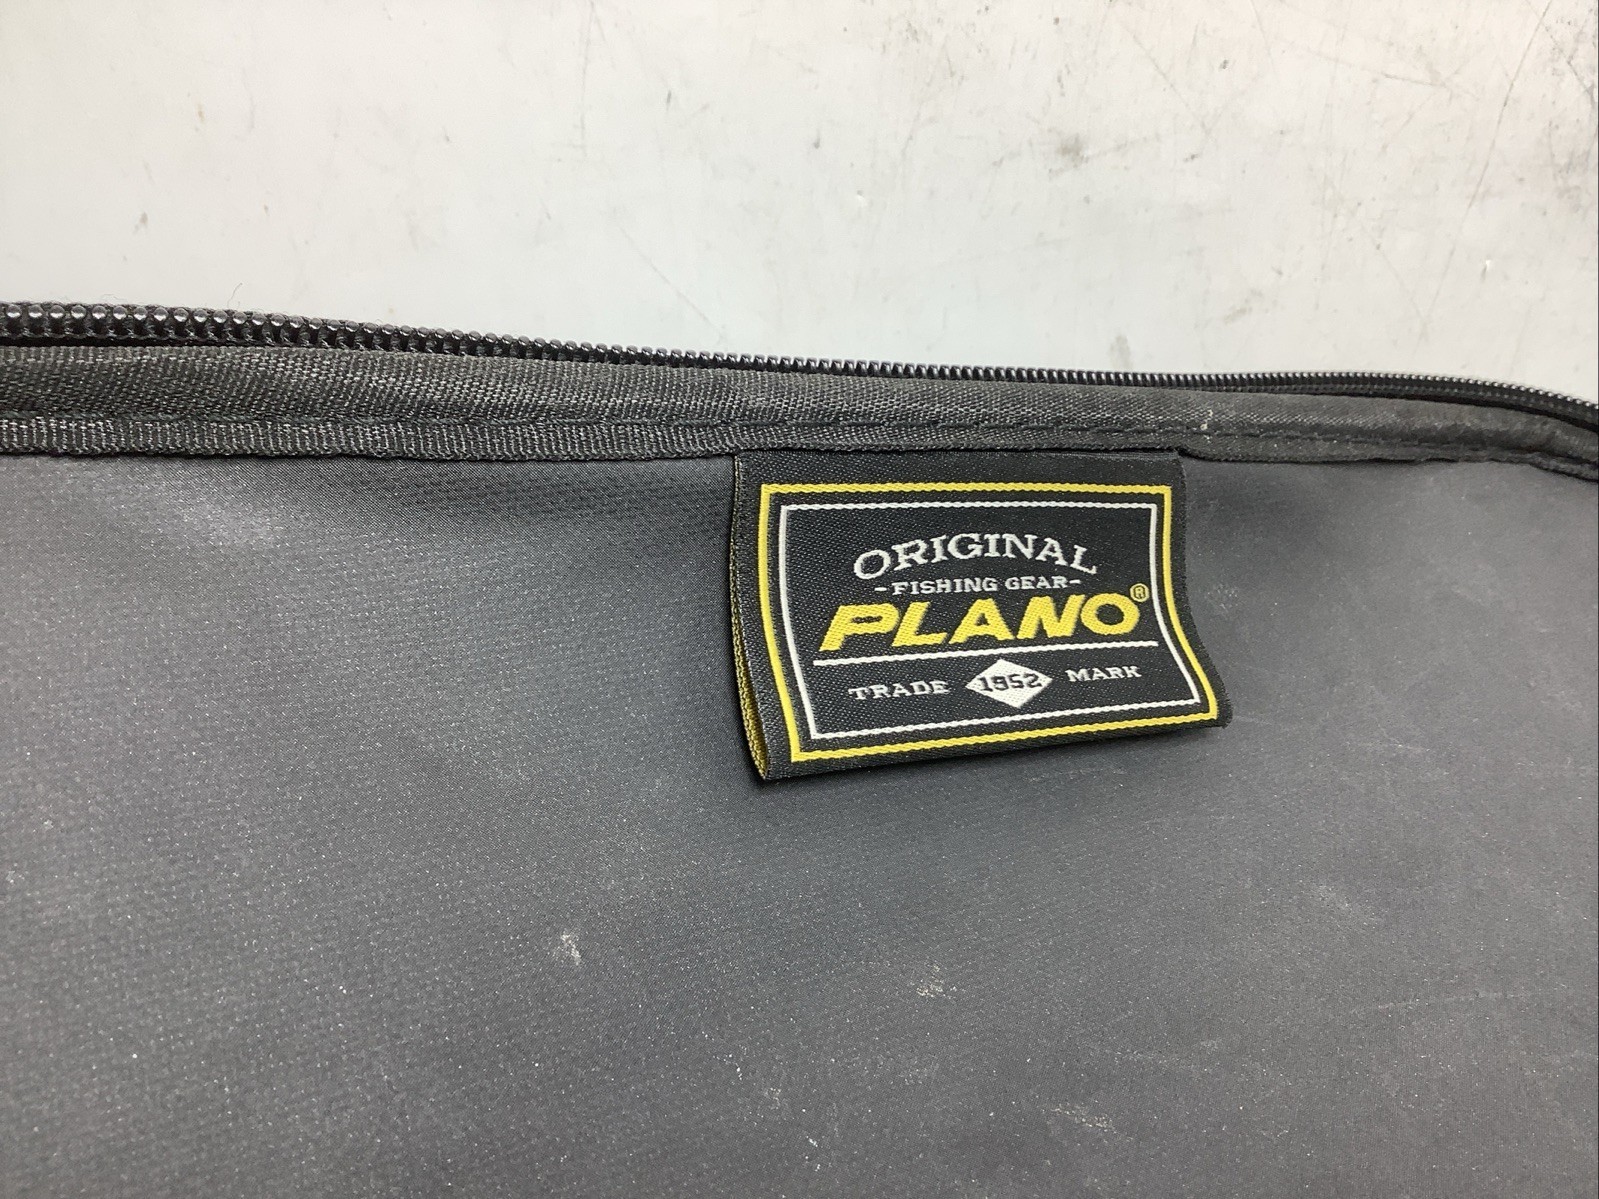 ORIGINAL
-FISHING GEAR-
PLANO®
TRADE 1952 MARK